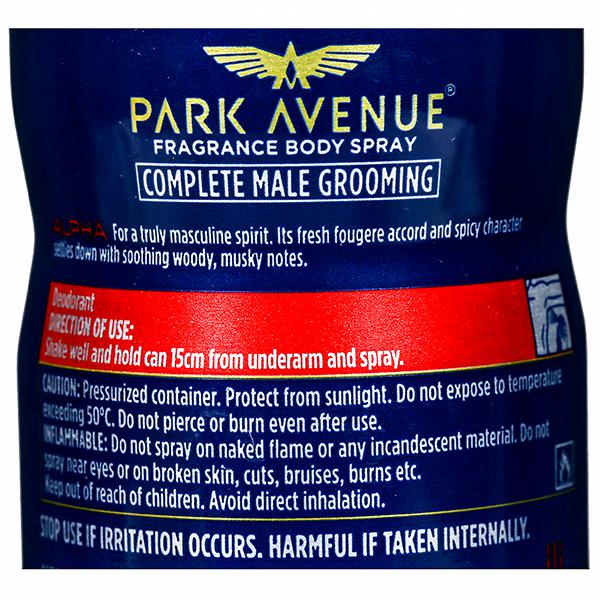 PARK AVENUE®
FRAGRANCE BODY SPRAY
COMPLETE MALE GROOMING
ALPHA For a truly masculine spirit. Its fresh fougere accord and spicy character
settles down with soothing woody, musky notes.
Deodorant
DIRECTION OF USE:
Shake well and hold can 15cm from underarm and spray.
CAUTION: Pressurized container. Protect from sunlight. Do not expose to temperature
exceeding 50°C. Do not pierce or burn even after use.
INFLAMMABLE: Do not spray on naked flame or any incandescent material. Do not
spray near eyes or on broken skin, cuts, bruises, burns etc.
Keep out of reach of children. Avoid direct inhalation.
STOP USE IF IRRITATION OCCURS. HARMFUL IF TAKEN INTERNALLY.